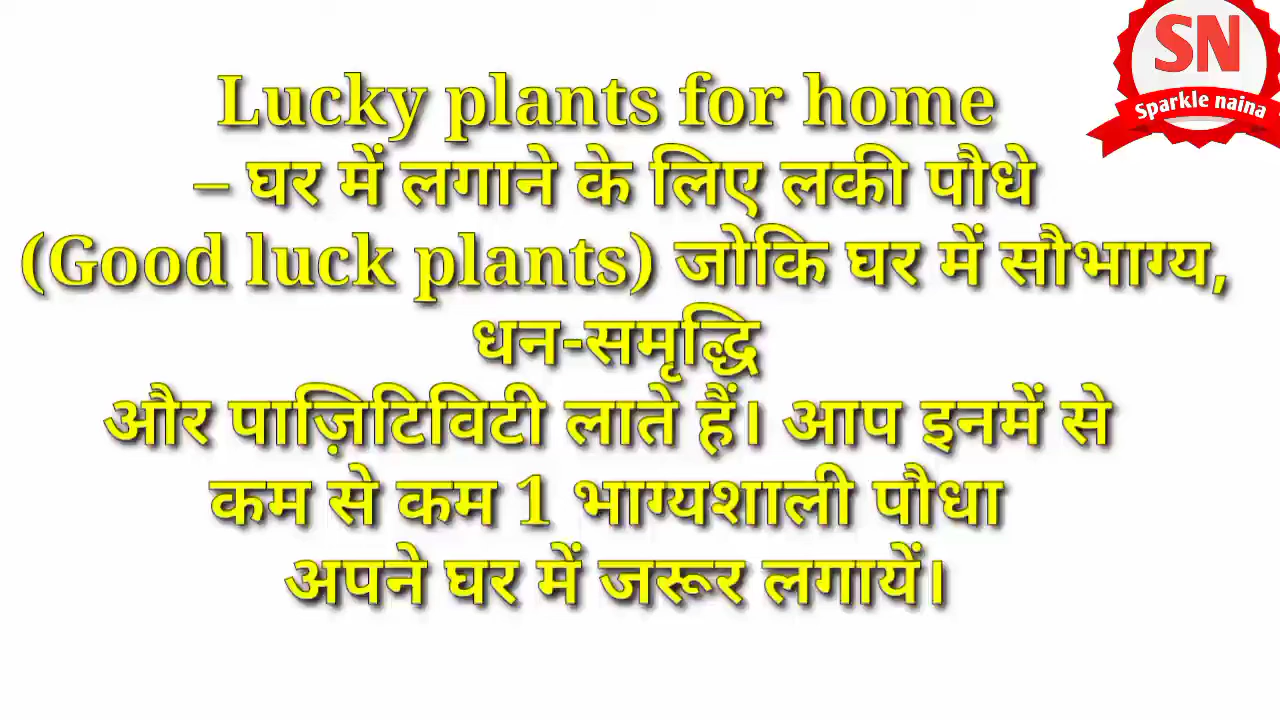 SN
Sparkle naina
Lucky plants for home
– घर में लगाने के लिए लकी पौधे
(Good luck plants) जोकि घर में सौभाग्य,
धन-समृद्धि
और पाज़िटिविटी लाते हैं। आप इनमें से
कम से कम 1 भाग्यशाली पौधा
अपने घर में जरूर लगायें।